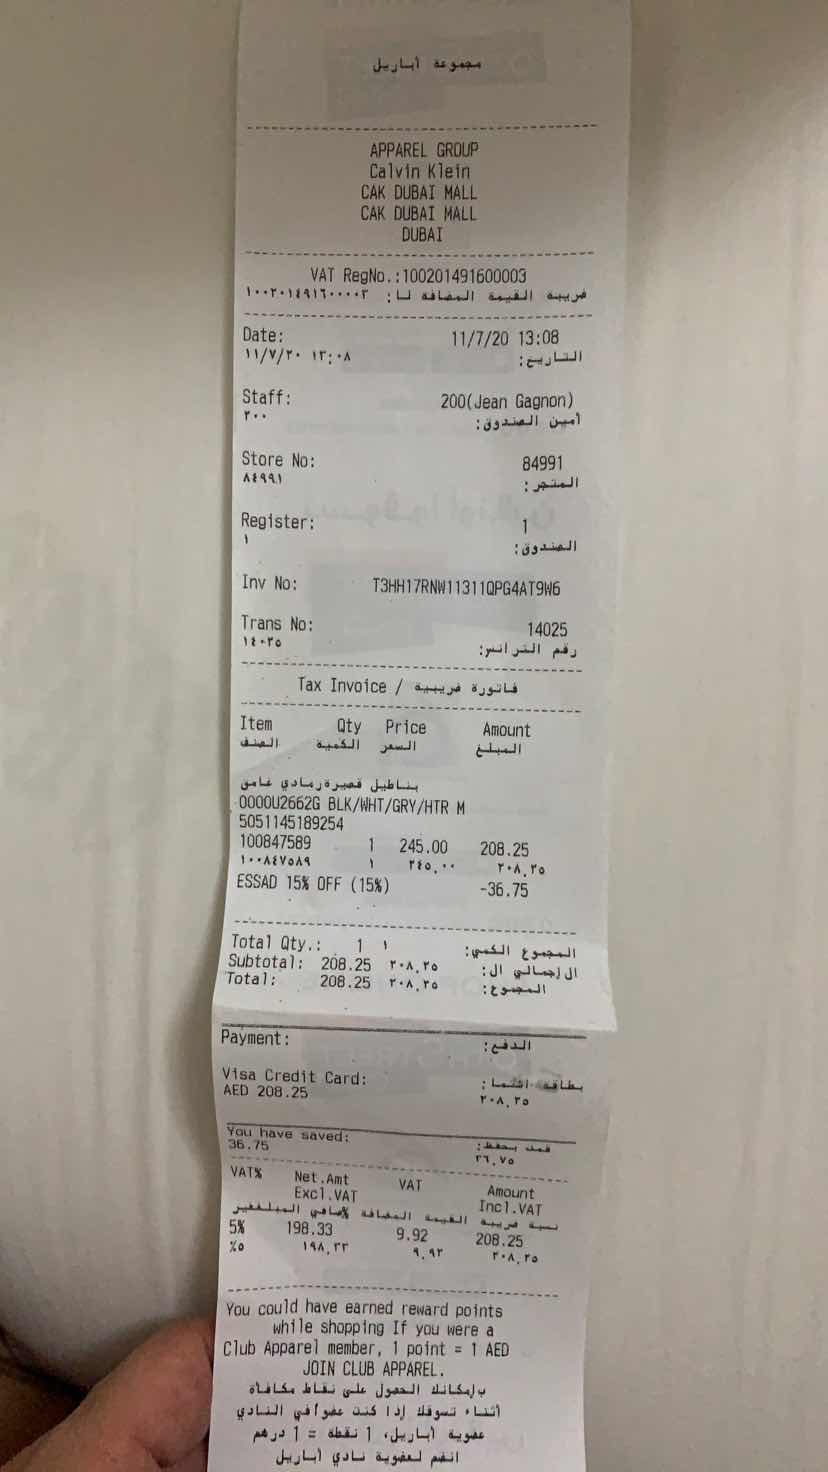 مجموعة أباريل
APPAREL GROUP
Calvin Klein
CAK DUBAI MALL
CAK DUBAI MALL
DUBAI
VAT RegNo.:100201491600003
ضريبة القيمة المضافة لنا: ١٠٠٢٠١٤٩١٦٠٠٠٠٣
Date: 11/7/20 13:08
التاريخ: ١١/٧/٢٠ ١٣:٠٨
Staff: 200(Jean Gagnon)
أمين الصندوق: ٢٠٠
Store No: 84991
المتجر: ٨٤٩٩١
Register: 1
الصندوق: ١
Inv No: T3HH17RNW11311QPG4AT9W6
Trans No: 14025
رقم الترانس: ١٤٠٢٥
Tax Invoice / فاتورة ضريبية
Item Qty Price Amount
الصنف الكمية السعر المبلغ
بناطيل قصيرة رمادي غامق
0000U2662G BLK/WHT/GRY/HTR M
5051145189254
100847589 1 245.00 208.25
١٠٠٨٤٧٥٨٩ ١ ٢٤٥,٠٠ ٢٠٨,٢٥
ESSAD 15% OFF (15%) -36.75
Total Qty.: 1 ١ المجموع الكمي:
Subtotal: 208.25 ٢٠٨,٢٥ ال إجمالي ال:
Total: 208.25 ٢٠٨,٢٥ المجموع:
Payment: الدفع:
Visa Credit Card: بطاقة ائتما:
AED 208.25 ٢٠٨,٢٥
You have saved: قمت بحفظ:
36.75 ٣٦,٧٥
VAT% Net.Amt VAT Amount
Excl.VAT Incl.VAT
نسبة ضريبة القيمة المضافة %صافي المبلغ
5% 198.33 9.92 208.25
%٥ ١٩٨,٣٣ ٩,٩٢ ٢٠٨,٢٥
You could have earned reward points
while shopping If you were a
Club Apparel member, 1 point = 1 AED
JOIN CLUB APPAREL.
بإمكانك الحصول على نقاط مكافأة
أثناء تسوقك إذا كنت عضوا في النادي
عضوية أباريل، 1 نقطة = 1 درهم
انضم لعضوية نادي أباريل